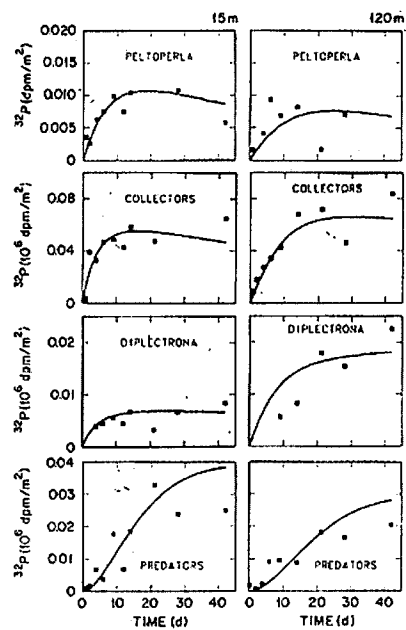 15m
120m
0.020
0.015
0.010
0.005
0
³²P(dpm/m²)
PELTOPERLA
PELTOPERLA
0.08
0.04
0
³²P(10⁶ dpm/m²)
COLLECTORS
COLLECTORS
0.02
0.01
0
³²P(10⁶ dpm/m²)
DIPLECTRONA
DIPLECTRONA
0.04
0.03
0.02
0.01
0
³²P(10⁶ dpm/m²)
PREDATORS
PREDATORS
0 10 20 30 40
0 10 20 30 40
TIME (d)
TIME (d)